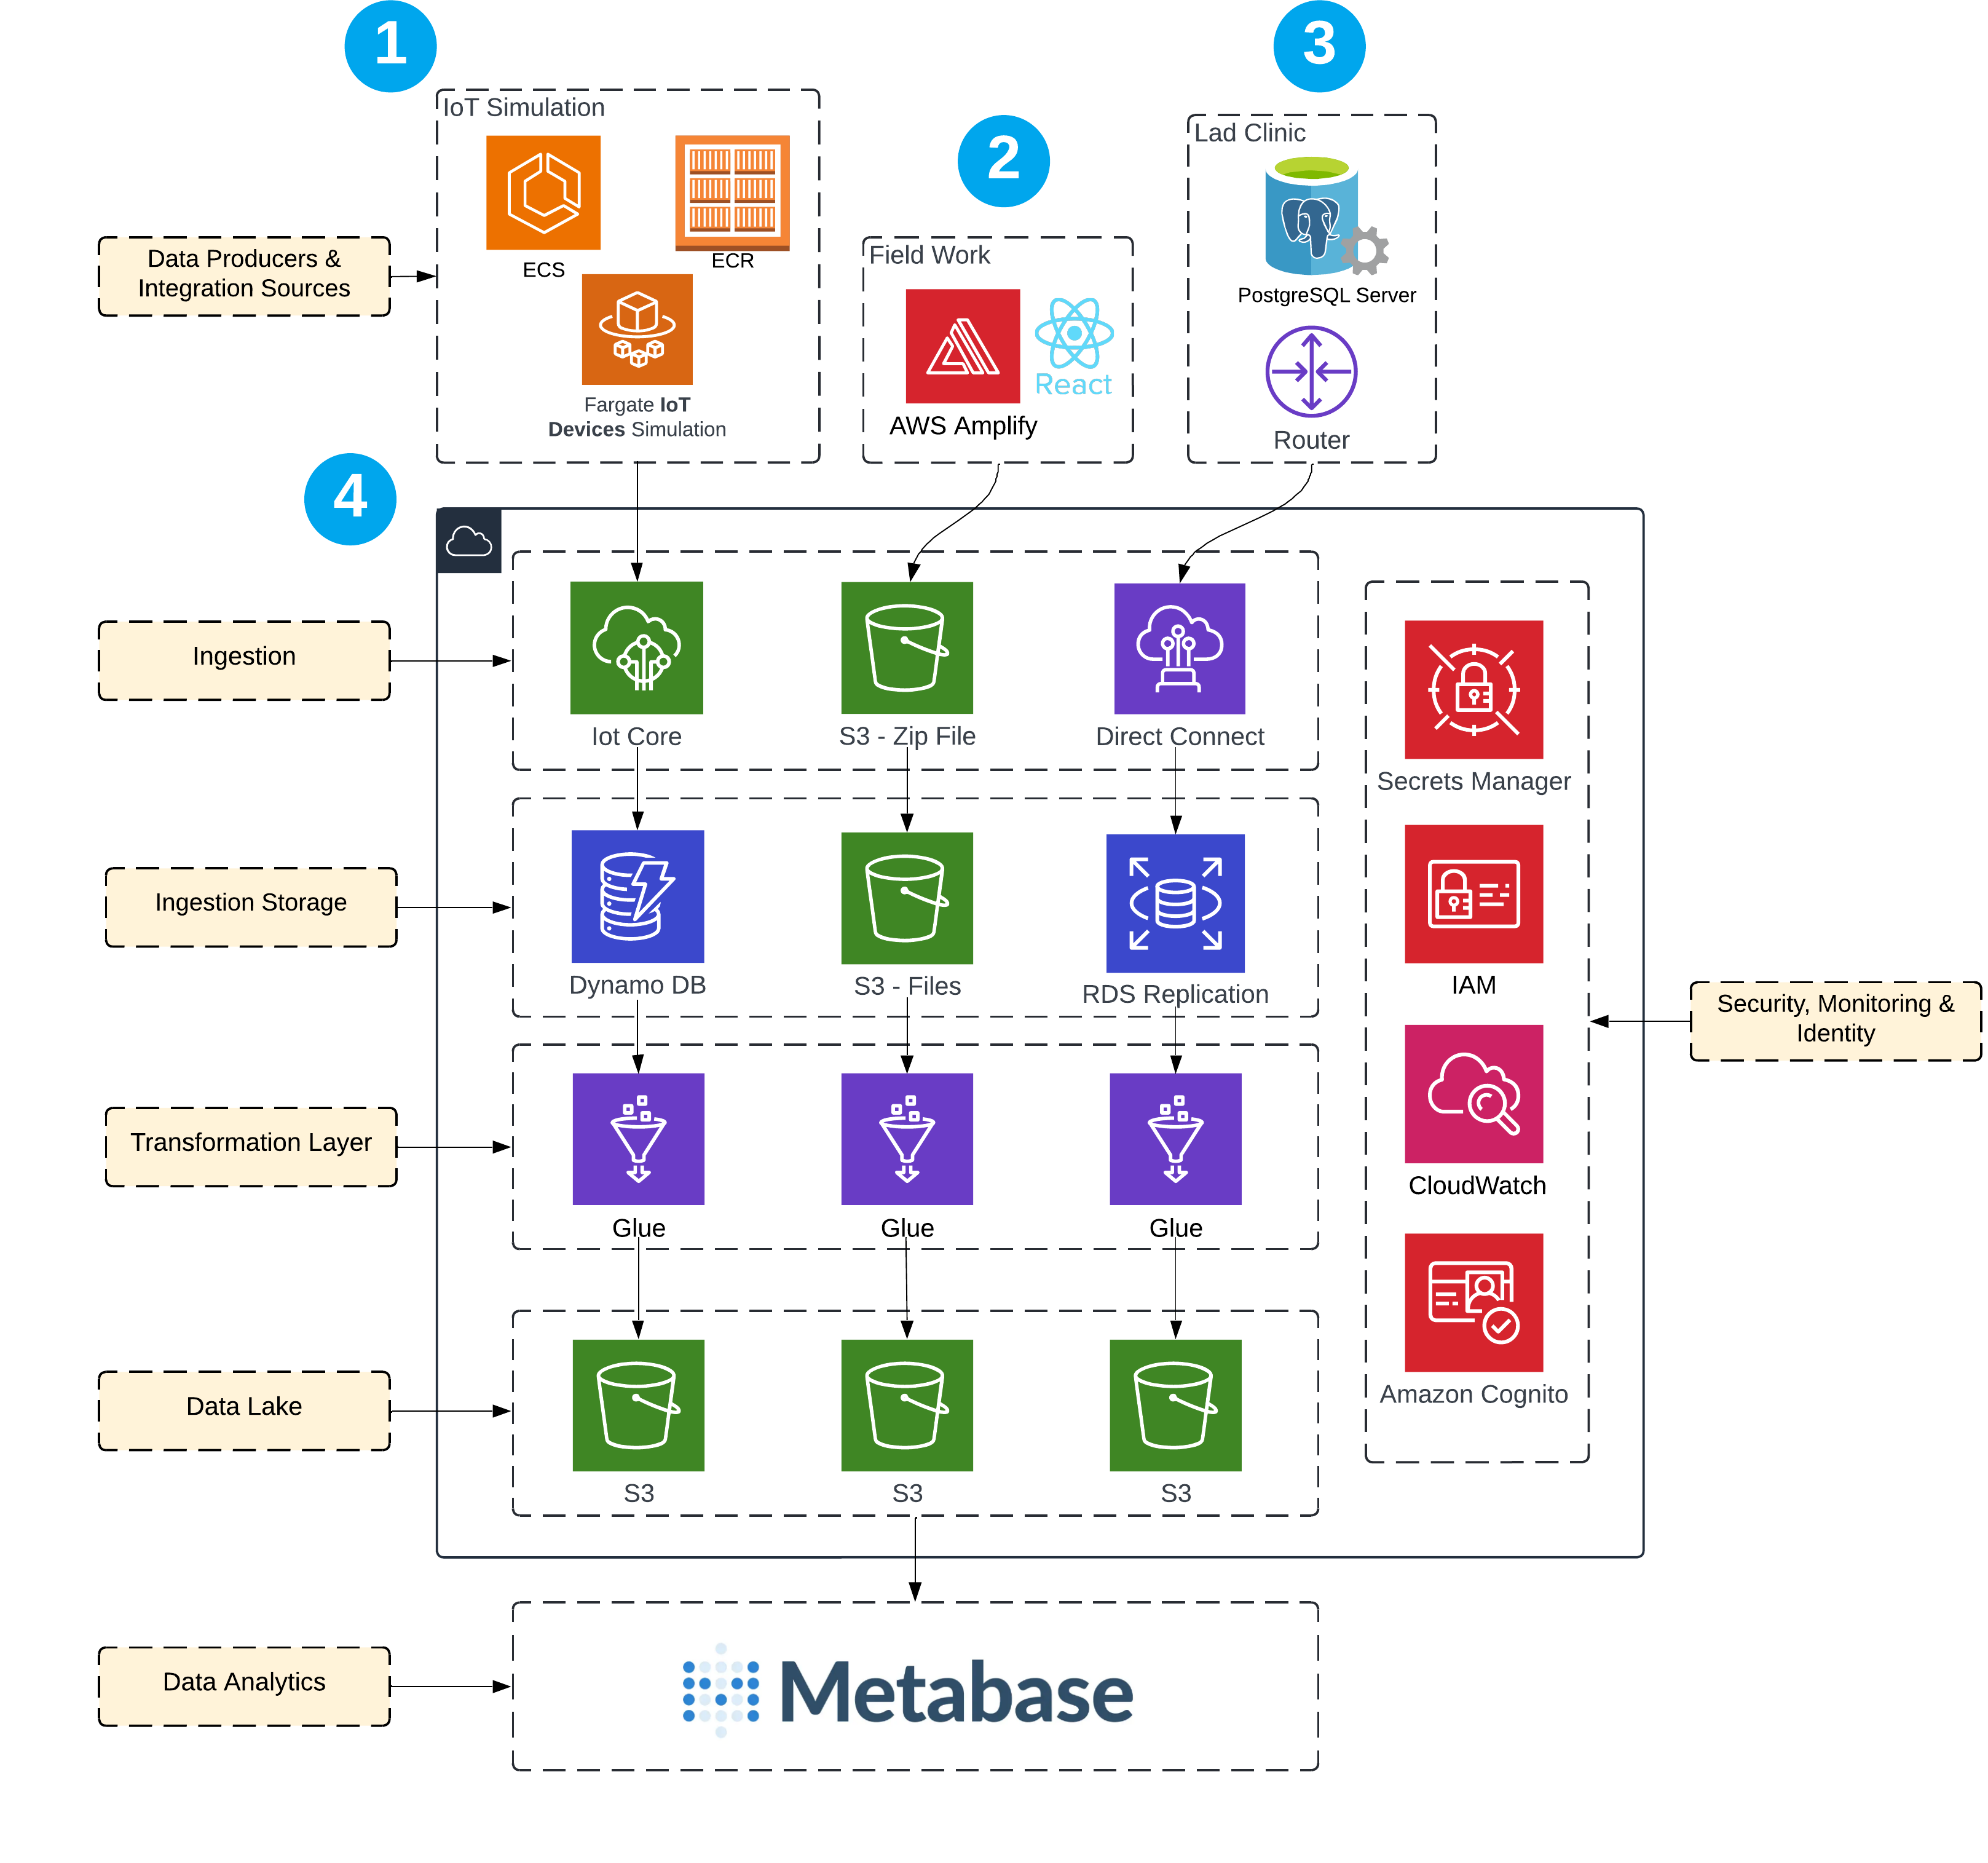 1
3
IoT Simulation
2
Lad Clinic
ECS
ECR
Data Producers &
Integration Sources
Field Work
PostgreSQL Server
React
Fargate IoT
Devices Simulation
AWS Amplify
Router
4
Ingestion
Iot Core
S3 - Zip File
Direct Connect
Secrets Manager
Ingestion Storage
Dynamo DB
S3 - Files
RDS Replication
IAM
Security, Monitoring &
Identity
Transformation Layer
Glue
Glue
Glue
CloudWatch
Data Lake
S3
S3
S3
Amazon Cognito
Data Analytics
Metabase